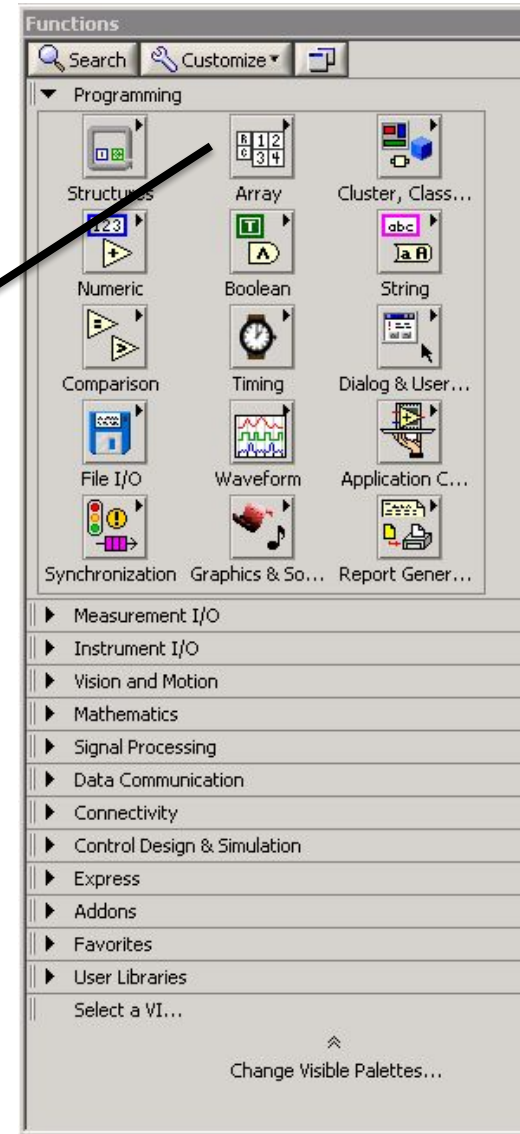 Functions
Search Customize
Programming
Structures Array Cluster, Class...
Numeric Boolean String
Comparison Timing Dialog & User...
File I/O Waveform Application C...
Synchronization Graphics & So... Report Gener...
Measurement I/O
Instrument I/O
Vision and Motion
Mathematics
Signal Processing
Data Communication
Connectivity
Control Design & Simulation
Express
Addons
Favorites
User Libraries
Select a VI...
Change Visible Palettes...